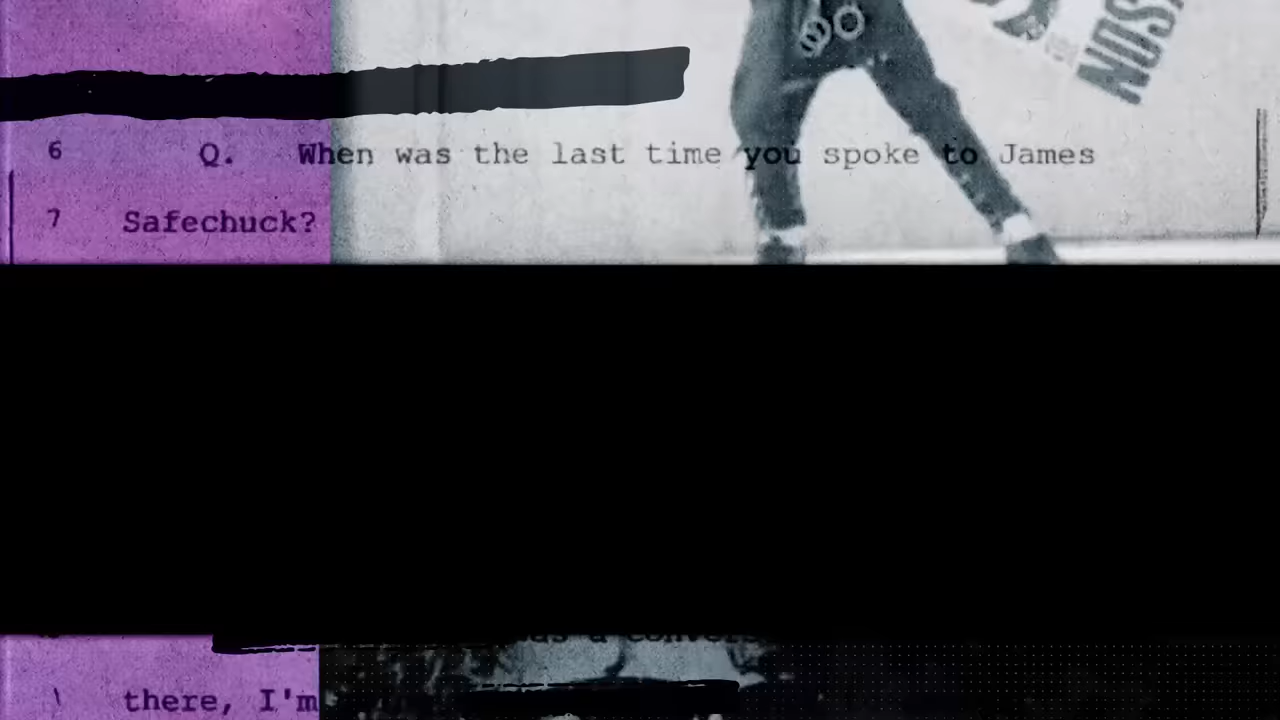 6 Q. When was the last time you spoke to James
7 Safechuck?
there, I'm